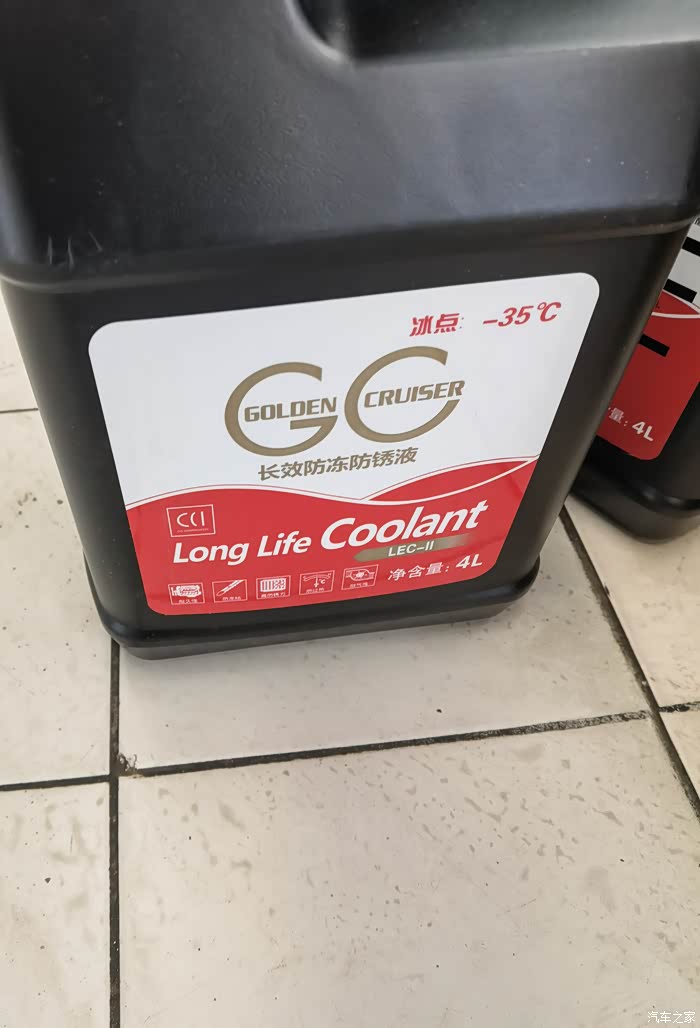 冰点: -35℃
GOLDEN CRUISER
长效防冻防锈液
CCI
Long Life Coolant
LEC-II
净含量: 4L
量: 4L
汽车之家